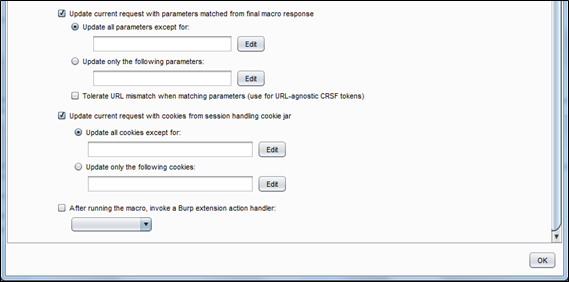 Update current request with parameters matched from final macro response
Update all parameters except for:
Edit
Update only the following parameters:
Edit
Tolerate URL mismatch when matching parameters (use for URL-agnostic CRSF tokens)
Update current request with cookies from session handling cookie jar
Update all cookies except for:
Edit
Update only the following cookies:
Edit
After running the macro, invoke a Burp extension action handler:
OK